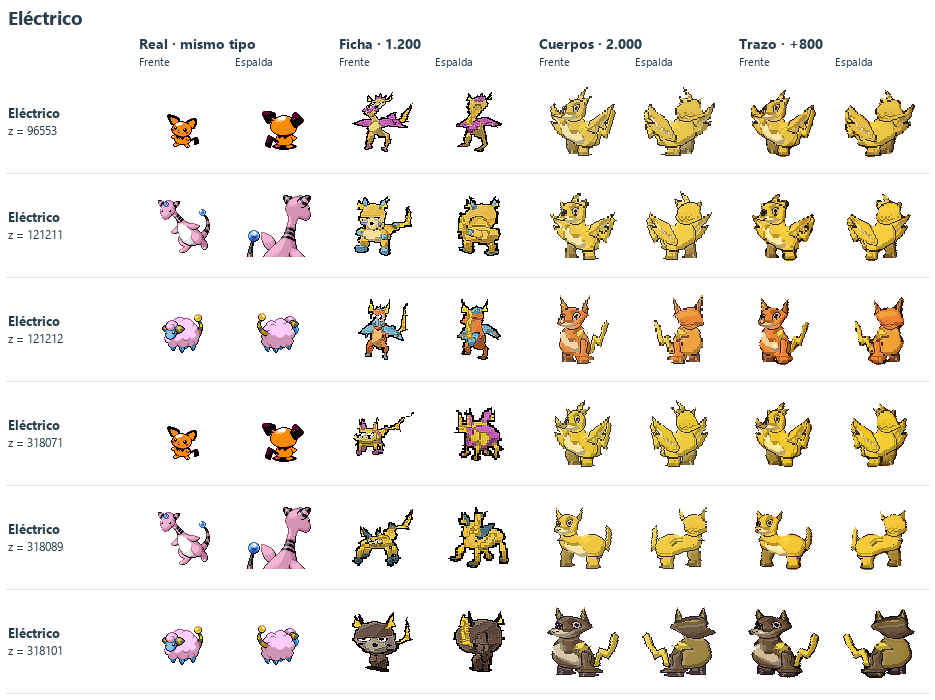 Eléctrico
Real · mismo tipo Ficha · 1.200 Cuerpos · 2.000 Trazo · +800
Frente Espalda Frente Espalda Frente Espalda Frente Espalda
Eléctrico
z = 96553
Eléctrico
z = 121211
Eléctrico
z = 121212
Eléctrico
z = 318071
Eléctrico
z = 318089
Eléctrico
z = 318101